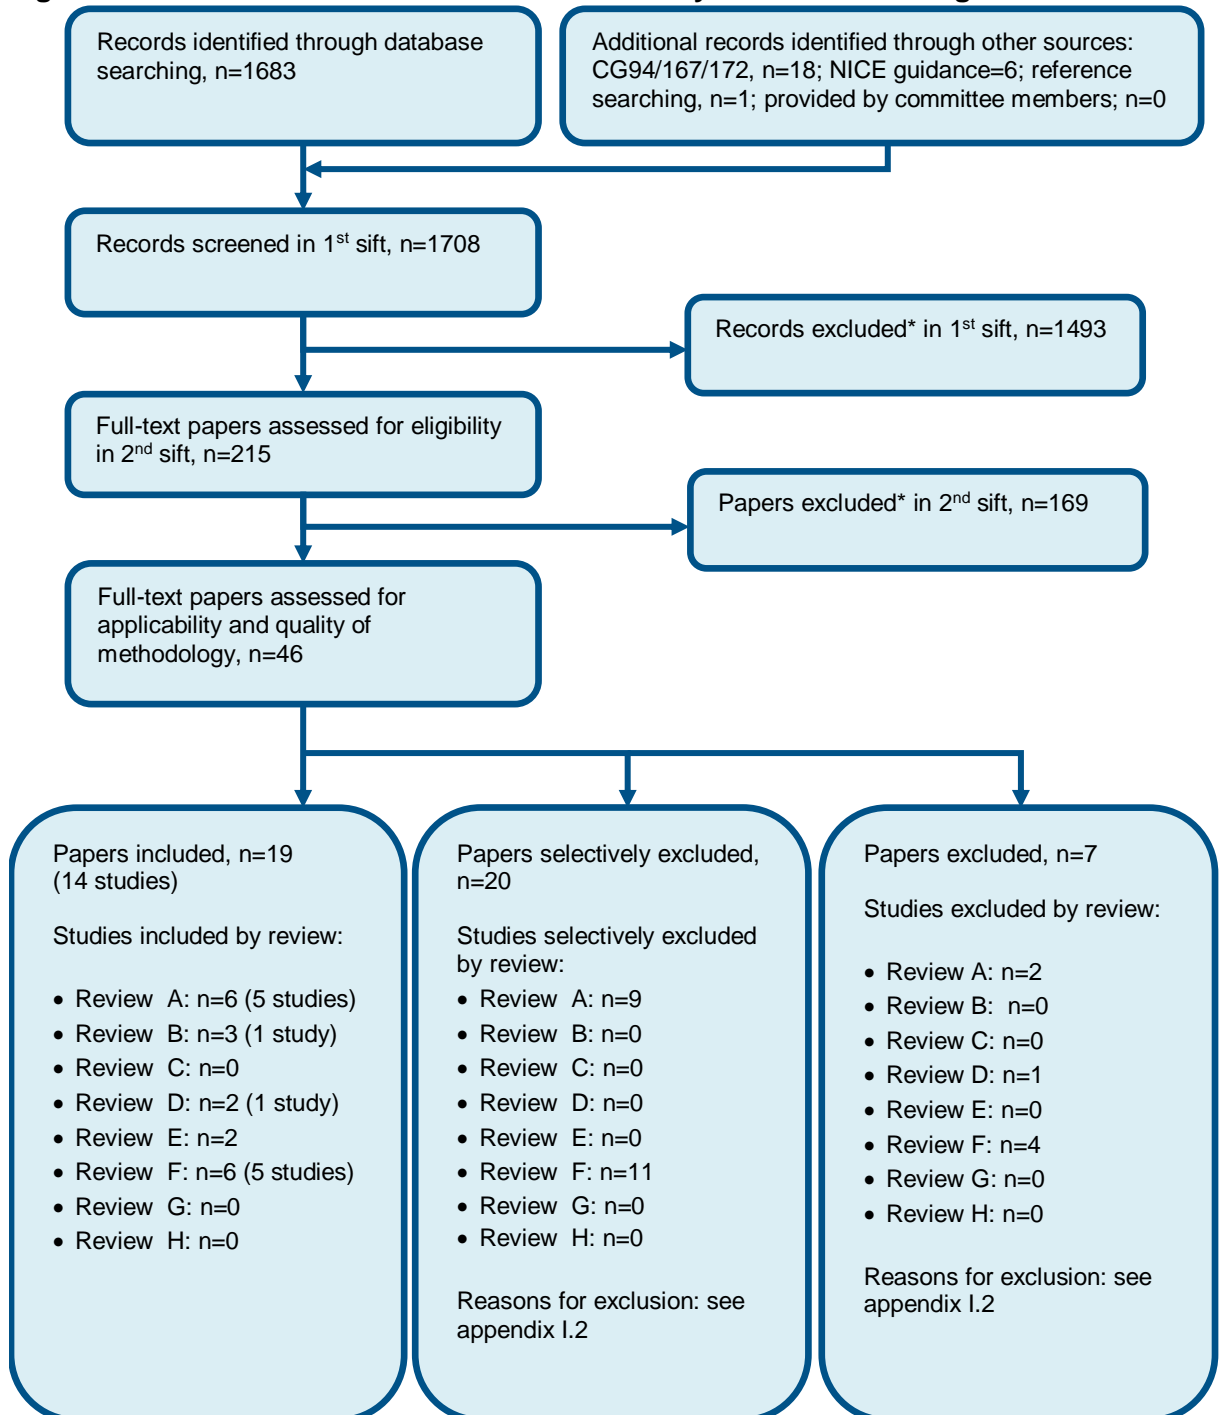 Records identified through database
searching, n=1683
Additional records identified through other sources:
CG94/167/172, n=18; NICE guidance=6; reference
searching, n=1; provided by committee members; n=0
Records screened in 1st sift, n=1708
Records excluded* in 1st sift, n=1493
Full-text papers assessed for eligibility
in 2nd sift, n=215
Papers excluded* in 2nd sift, n=169
Full-text papers assessed for
applicability and quality of
methodology, n=46
Papers included, n=19
(14 studies)
Studies included by review:
• Review A: n=6 (5 studies)
• Review B: n=3 (1 study)
• Review C: n=0
• Review D: n=2 (1 study)
• Review E: n=2
• Review F: n=6 (5 studies)
• Review G: n=0
• Review H: n=0
Papers selectively excluded,
n=20
Studies selectively excluded
by review:
• Review A: n=9
• Review B: n=0
• Review C: n=0
• Review D: n=0
• Review E: n=0
• Review F: n=11
• Review G: n=0
• Review H: n=0
Reasons for exclusion: see
appendix I.2
Papers excluded, n=7
Studies excluded by review:
• Review A: n=2
• Review B: n=0
• Review C: n=0
• Review D: n=1
• Review E: n=0
• Review F: n=4
• Review G: n=0
• Review H: n=0
Reasons for exclusion: see
appendix I.2